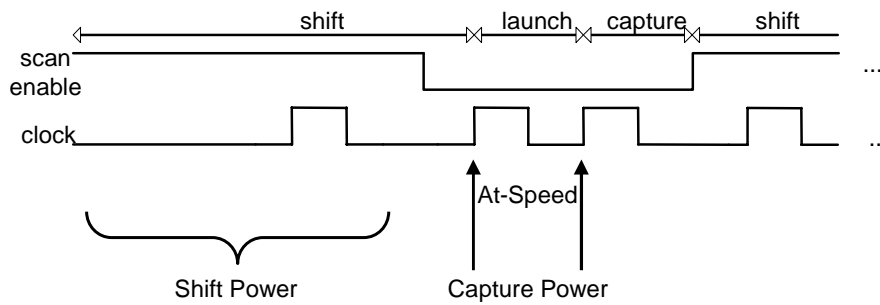 shift launch capture shift
scan
enable
...
clock
..
At-Speed
Shift Power Capture Power